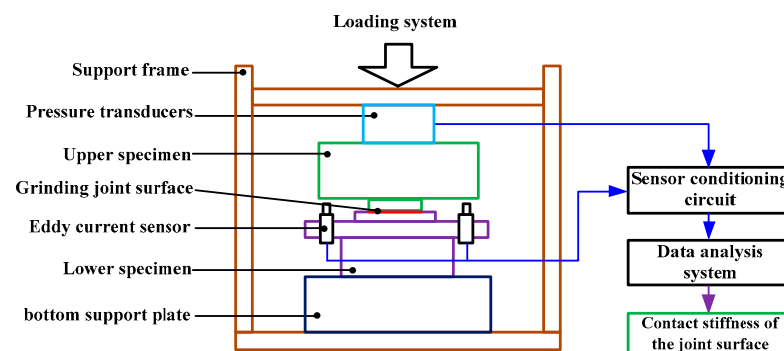 Loading system
Support frame
Pressure transducers
Upper specimen
Grinding joint surface
Eddy current sensor
Lower specimen
bottom support plate
Sensor conditioning
circuit
Data analysis
system
Contact stiffness of
the joint surface